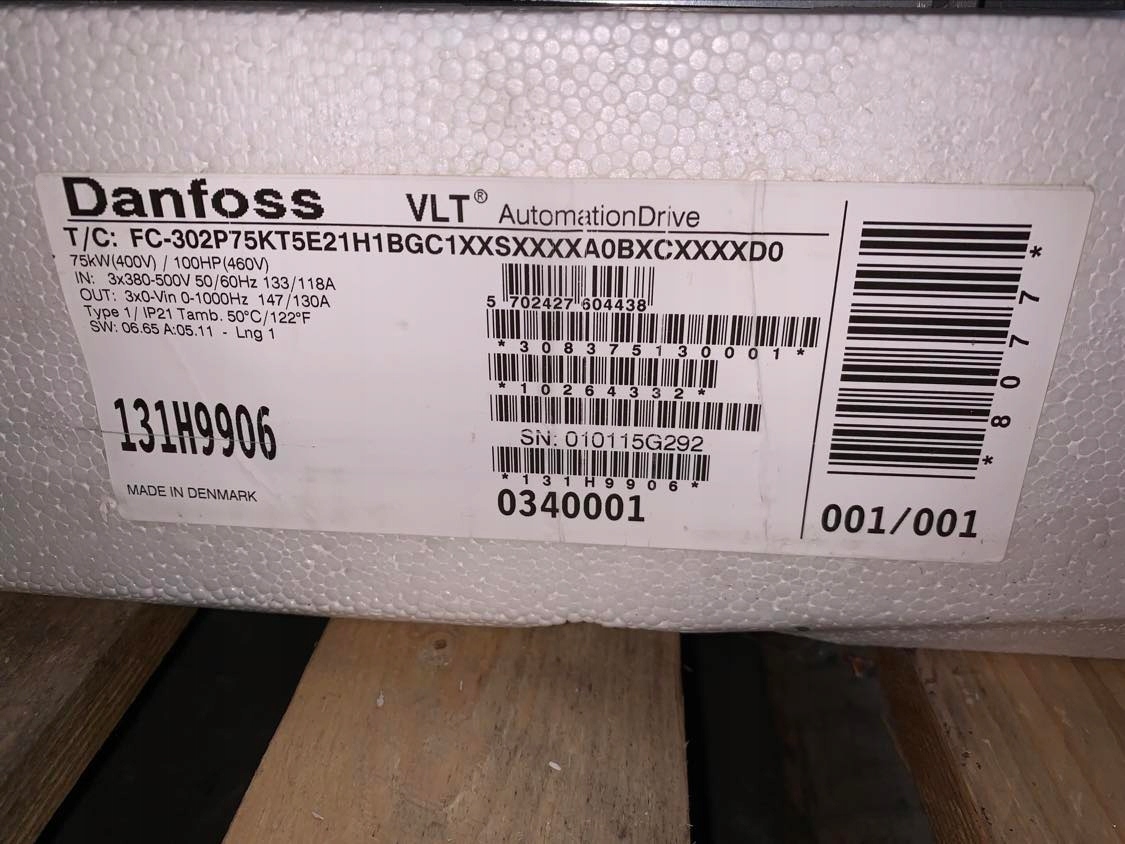 Danfoss VLT® AutomationDrive
T/C: FC-302P75KT5E21H1BGC1XXSXXXXA0BXCXXXXD0
75kW(400V) / 100HP(460V)
IN: 3x380-500V 50/60Hz 133/118A
OUT: 3x0-Vin 0-1000Hz 147/130A
Type 1/ IP21 Tamb. 50°C/122°F
SW: 06.65 A:05.11 - Lng 1
131H9906
MADE IN DENMARK
5 702427 604438
*308375130001*
*10264332*
SN: 010115G292
*131H9906*
0340001
*8077*
001/001